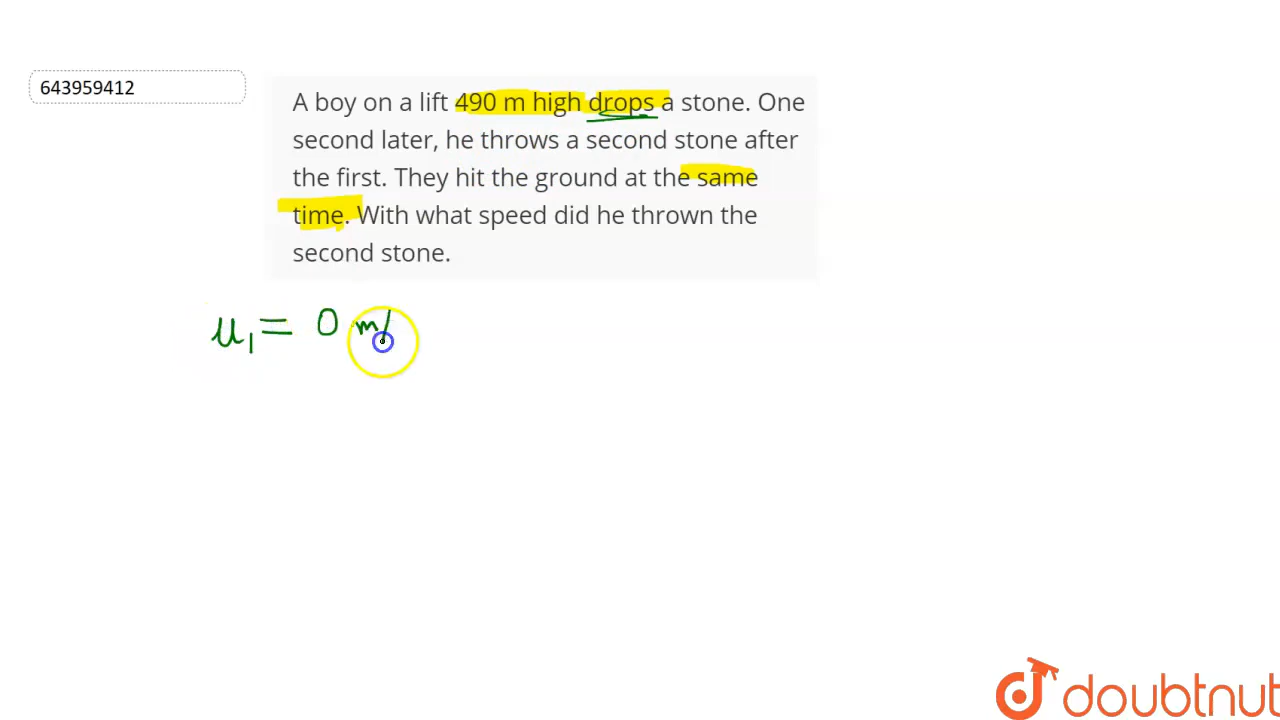 643959412
A boy on a lift 490 m high drops a stone. One
second later, he throws a second stone after
the first. They hit the ground at the same
time. With what speed did he thrown the
second stone.
u₁ = 0 m/
doubtnut